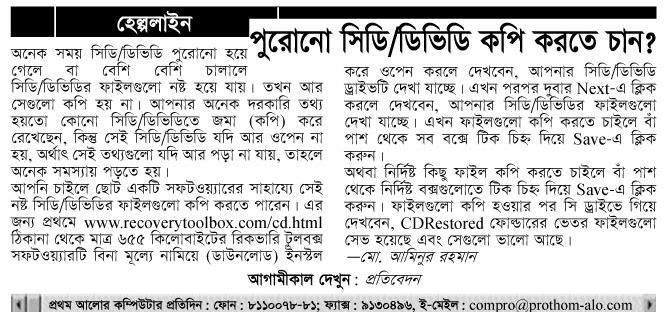 হেল্পলাইন
পুরোনো সিডি/ডিভিডি কপি করতে চান?
অনেক সময় সিডি/ডিভিডি পুরোনো হয়ে
গেলে বা বেশি বেশি চালালে
সিডি/ডিভিডির ফাইলগুলো নষ্ট হয়ে যায়। তখন আর
সেগুলো কপি হয় না। আপনার অনেক দরকারি তথ্য
হয়তো কোনো সিডি/ডিভিডিতে জমা (কপি) করে
রেখেছেন, কিন্তু সেই সিডি/ডিভিডি যদি আর ওপেন না
হয়, অর্থাৎ সেই তথ্যগুলো যদি আর পড়া না যায়, তাহলে
অনেক সমস্যায় পড়তে হয়।
আপনি চাইলে ছোট একটি সফটওয়্যারের সাহায্যে সেই
নষ্ট সিডি/ডিভিডির ফাইলগুলো কপি করতে পারেন। এর
জন্য প্রথমে www.recoverytoolbox.com/cd.html
ঠিকানা থেকে মাত্র ৬৫৫ কিলোবাইটের রিকভারি টুলবক্স
সফটওয়্যারটি বিনা মূল্যে নামিয়ে (ডাউনলোড) ইনস্টল
করে ওপেন করলে দেখবেন, আপনার সিডি/ডিভিডি
ড্রাইভটি দেখা যাচ্ছে। এখন পরপর দুবার Next-এ ক্লিক
করলে দেখবেন, আপনার সিডি/ডিভিডির ফাইলগুলো
দেখা যাচ্ছে। এখন ফাইলগুলো কপি করতে চাইলে বাঁ
পাশ থেকে সব বক্সে টিক চিহ্ন দিয়ে Save-এ ক্লিক
করুন।
অথবা নির্দিষ্ট কিছু ফাইল কপি করতে চাইলে বাঁ পাশ
থেকে নির্দিষ্ট বক্সগুলোতে টিক চিহ্ন দিয়ে Save-এ ক্লিক
করুন। ফাইলগুলো কপি হওয়ার পর সি ড্রাইভে গিয়ে
দেখবেন, CDRestored ফোল্ডারের ভেতর ফাইলগুলো
সেভ হয়েছে এবং সেগুলো ভালো আছে।
—মো. আমিনুর রহমান
আগামীকাল দেখুন : প্রতিবেদন
প্রথম আলোর কম্পিউটার প্রতিদিন : ফোন : ৮১১০০৭৮-৮১; ফ্যাক্স : ৯১৩০৪৯৬, ই-মেইল : compro@prothom-alo.com